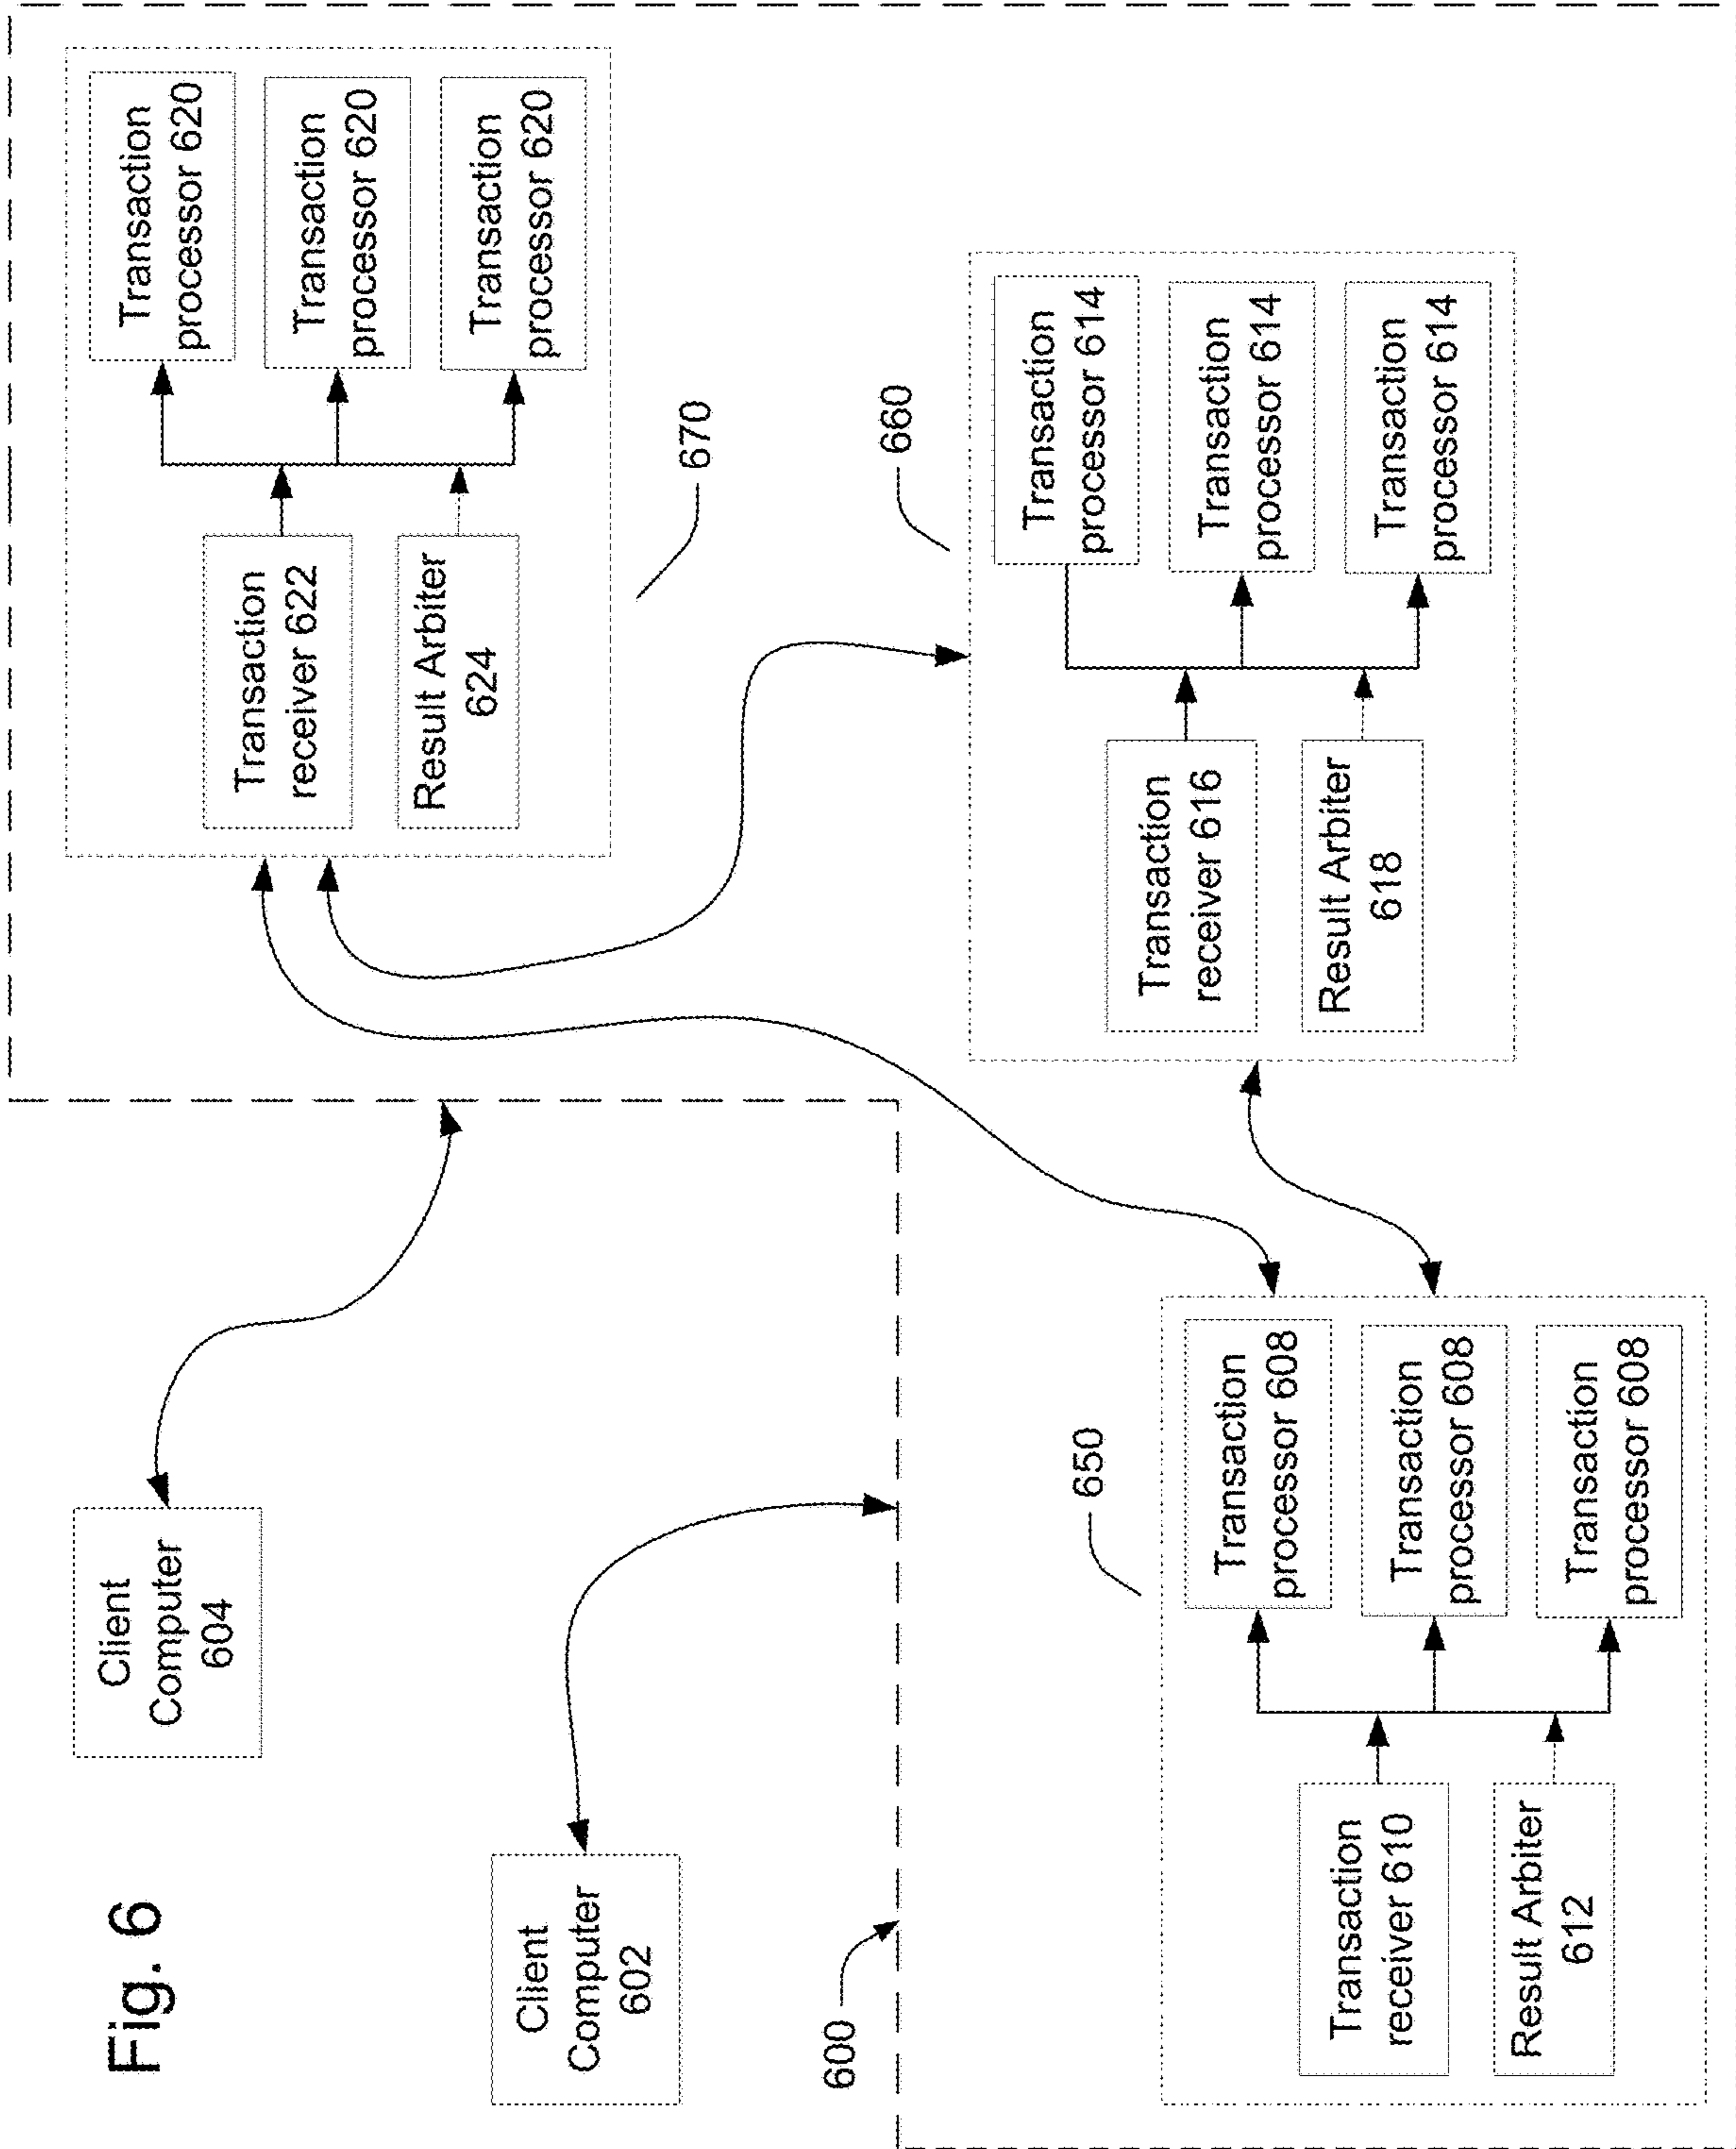 Fig. 6
Client
Computer
604
Client
Computer
602
600
650
Transaction
receiver 610
Result Arbiter
612
Transaction
processor 608
Transaction
processor 608
Transaction
processor 608
660
Transaction
receiver 616
Result Arbiter
618
Transaction
processor 614
Transaction
processor 614
Transaction
processor 614
670
Transaction
receiver 622
Result Arbiter
624
Transaction
processor 620
Transaction
processor 620
Transaction
processor 620